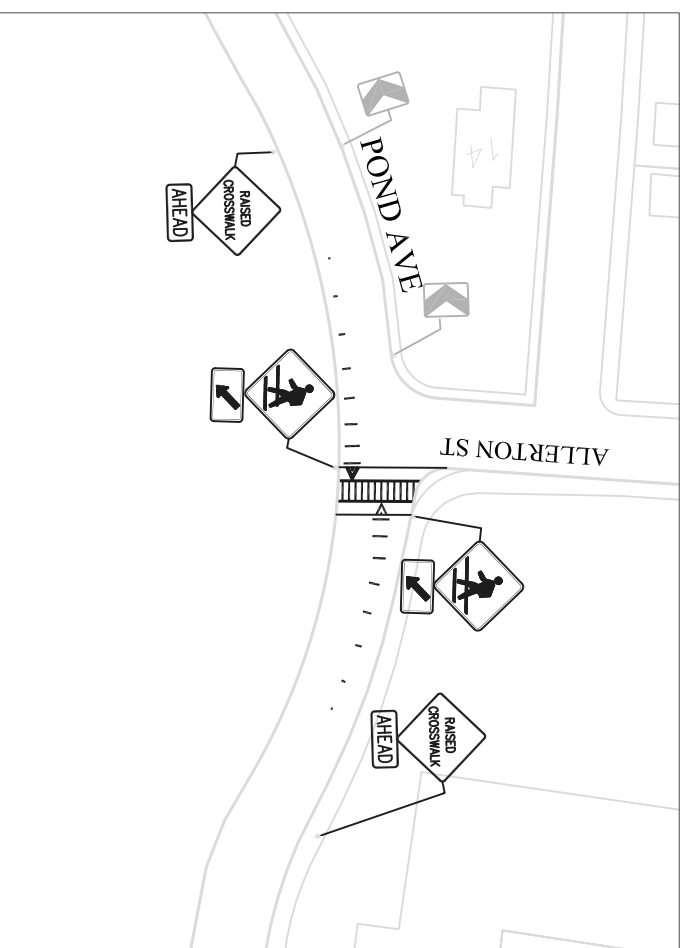 14
POND AVE
RAISED
CROSSWALK
AHEAD
ALLERTON ST
RAISED
CROSSWALK
AHEAD